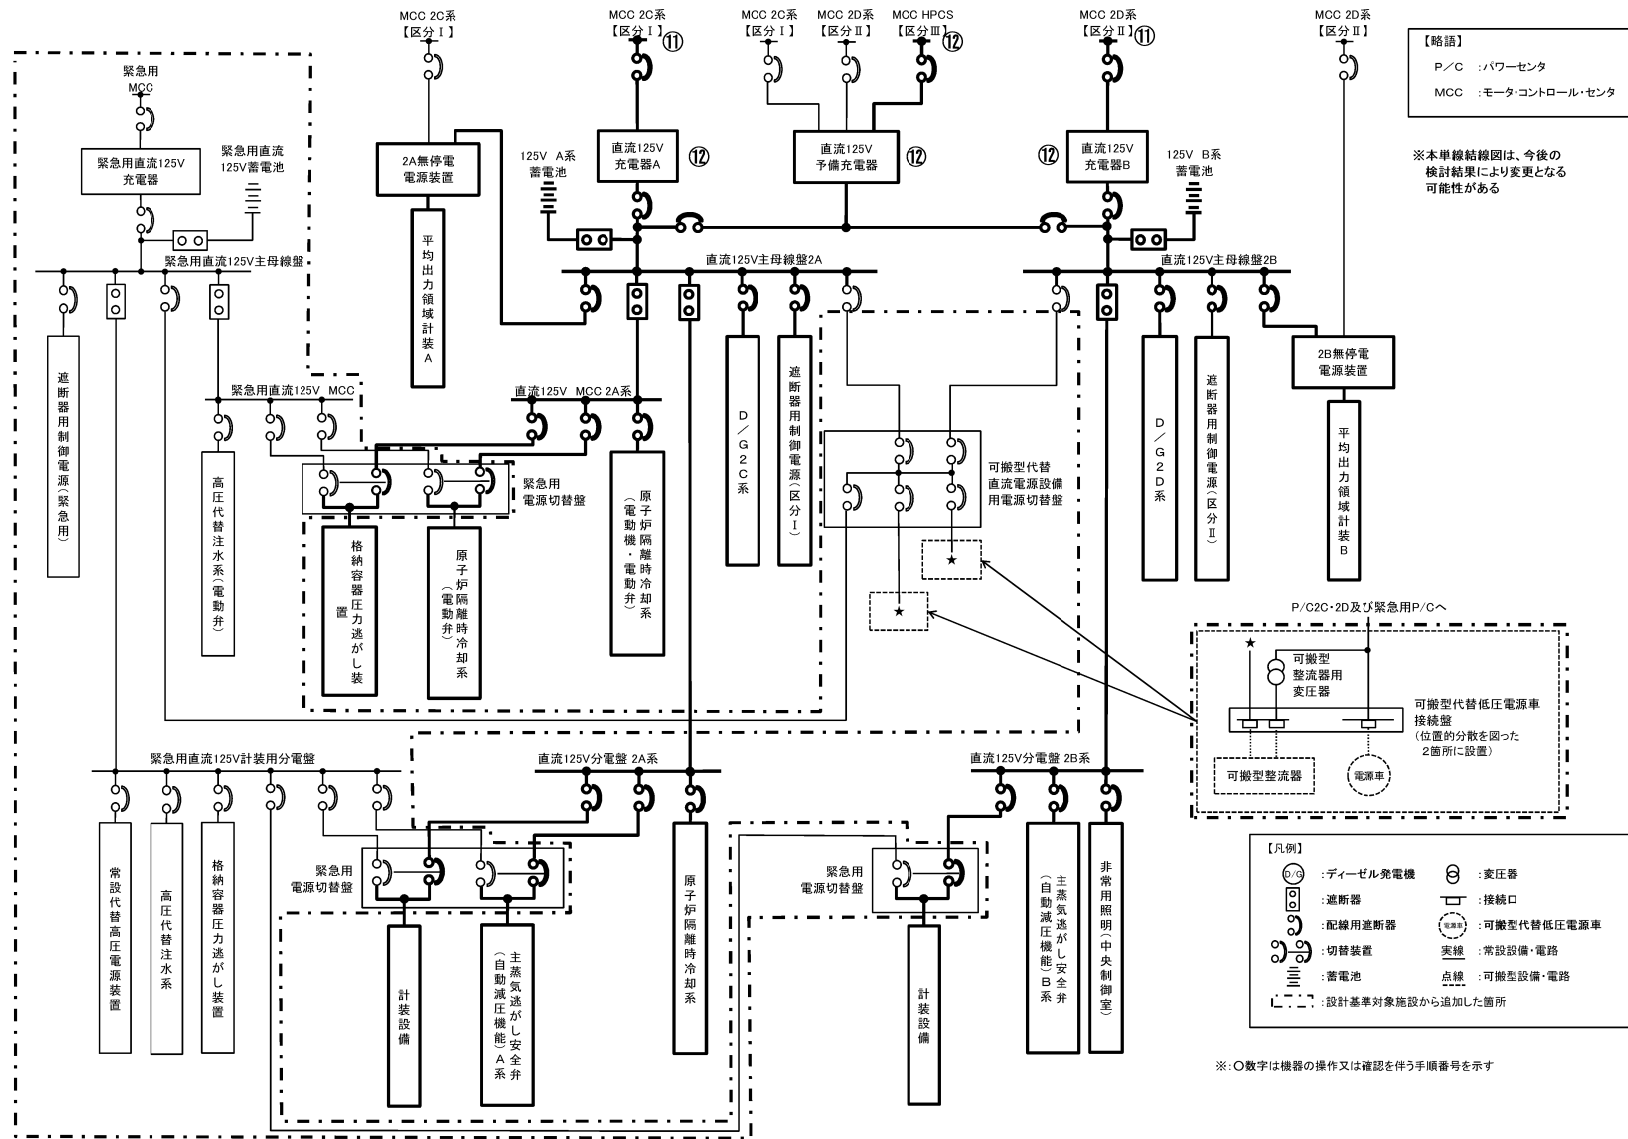 MCC 2C系
【区分Ⅰ】
MCC 2C系
【区分Ⅰ】
⑪
MCC 2C系
【区分Ⅰ】
MCC 2D系
【区分Ⅱ】
MCC HPCS
【区分Ⅲ】
⑫
MCC 2D系
【区分Ⅱ】
⑪
MCC 2D系
【区分Ⅱ】
【略語】
P/C :パワーセンタ
MCC :モータ・コントロール・センタ
※本単線結線図は、今後の
検討結果により変更となる
可能性がある
緊急用
MCC
緊急用直流125V
充電器
緊急用直流
125V蓄電池
2A無停電
電源装置
125V A系
蓄電池
直流125V
充電器A
⑫
直流125V
予備充電器
⑫
⑫
直流125V
充電器B
125V B系
蓄電池
平均出力領域計装A
緊急用直流125V主母線盤
直流125V主母線盤2A
直流125V主母線盤2B
2B無停電
電源装置
遮断器用制御電源(緊急用)
緊急用直流125V MCC
直流125V MCC 2A系
高圧代替注水系(電動弁)
緊急用
電源切替盤
格納容器圧力逃がし装
置
原子炉隔離時冷却系
(電動弁)
原子炉隔離時冷却系
(電動機・電動弁)
D/G2C系
遮断器用制御電源(区分Ⅰ)
可搬型代替
直流電源設備
用電源切替盤
★
★
D/G2D系
遮断器用制御電源(区分Ⅱ)
平均出力領域計装B
P/C2C・2D及び緊急用P/Cへ
★
可搬型
整流器用
変圧器
可搬型代替低圧電源車
接続盤
(位置的分散を図った
2箇所に設置)
可搬型整流器
電源車
緊急用直流125V計装用分電盤
直流125V分電盤 2A系
直流125V分電盤 2B系
常設代替高圧電源装置
高圧代替注水系
格納容器圧力逃がし装置
緊急用
電源切替盤
計装設備
主蒸気逃がし安全弁
(自動減圧機能)A系
原子炉隔離時冷却系
緊急用
電源切替盤
計装設備
主蒸気逃がし安全弁
(自動減圧機能)B系
非常用照明(中央制御室)
【凡例】
D/G :ディーゼル発電機
:変圧器
:遮断器
:接続口
:配線用遮断器
電源車 :可搬型代替低圧電源車
:切替装置
実線 :常設設備・電路
:蓄電池
点線 :可搬型設備・電路
:設計基準対象施設から追加した箇所
※:○数字は機器の操作又は確認を伴う手順番号を示す